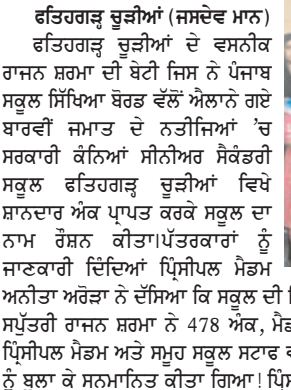 ਫਤਿਹਗੜ੍ਹ ਚੂੜੀਆਂ (ਜਸਦੇਵ ਮਾਨ)
ਫਤਿਹਗੜ੍ਹ ਚੂੜੀਆਂ ਦੇ ਵਸਨੀਕ
ਰਾਜਨ ਸ਼ਰਮਾ ਦੀ ਬੇਟੀ ਜਿਸ ਨੇ ਪੰਜਾਬ
ਸਕੂਲ ਸਿੱਖਿਆ ਬੋਰਡ ਵੱਲੋਂ ਐਲਾਨੇ ਗਏ
ਬਾਰਵੀਂ ਜਮਾਤ ਦੇ ਨਤੀਜਿਆਂ ’ਚ
ਸਰਕਾਰੀ ਕੰਨਿਆਂ ਸੀਨੀਅਰ ਸੈਕੰਡਰੀ
ਸਕੂਲ ਫਤਿਹਗੜ੍ਹ ਚੂੜੀਆਂ ਵਿਖੇ
ਸ਼ਾਨਦਾਰ ਅੰਕ ਪ੍ਰਾਪਤ ਕਰਕੇ ਸਕੂਲ ਦਾ
ਨਾਮ ਰੌਸ਼ਨ ਕੀਤਾ।ਪੱਤਰਕਾਰਾਂ ਨੂੰ
ਜਾਣਕਾਰੀ ਦਿੰਦਿਆਂ ਪ੍ਰਿੰਸੀਪਲ ਮੈਡਮ
ਅਨੀਤਾ ਅਰੋੜਾ ਨੇ ਦੱਸਿਆ ਕਿ ਸਕੂਲ ਦੀ
ਸਪੁੱਤਰੀ ਰਾਜਨ ਸ਼ਰਮਾ ਨੇ 478 ਅੰਕ,
ਪ੍ਰਿੰਸੀਪਲ ਮੈਡਮ ਅਤੇ ਸਮੂਹ ਸਕੂਲ ਸਟਾਫ
ਨੂੰ ਬੁਲਾ ਕੇ ਸਨਮਾਨਿਤ ਕੀਤਾ ਗਿਆ!